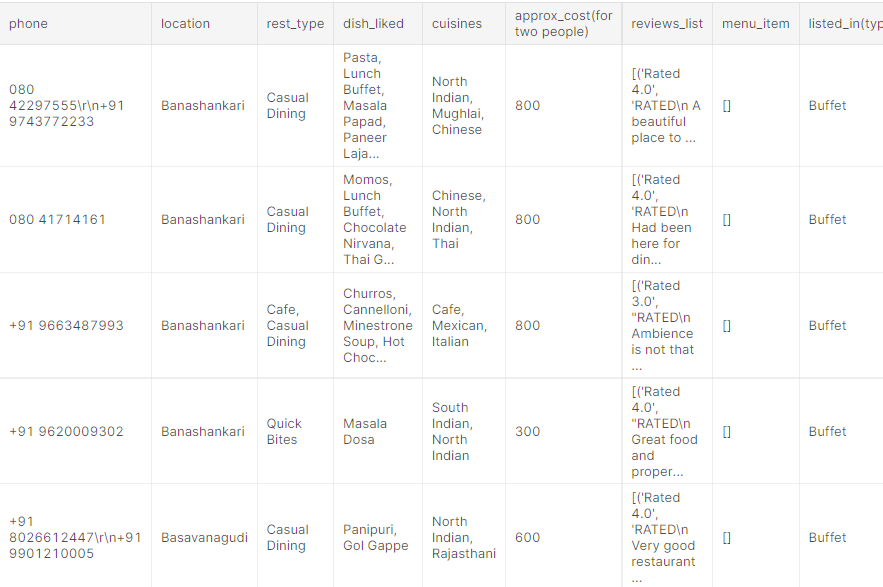 phone location rest_type dish_liked cuisines approx_cost(for two people) reviews_list menu_item listed_in(typ
080 42297555\r\n+91 9743772233 Banashankari Casual Dining Pasta, Lunch Buffet, Masala Papad, Paneer Laja... North Indian, Mughlai, Chinese 800 [('Rated 4.0', 'RATED\n A beautiful place to ... [] Buffet
080 41714161 Banashankari Casual Dining Momos, Lunch Buffet, Chocolate Nirvana, Thai G... Chinese, North Indian, Thai 800 [('Rated 4.0', 'RATED\n Had been here for din... [] Buffet
+91 9663487993 Banashankari Cafe, Casual Dining Churros, Cannelloni, Minestrone Soup, Hot Choc... Cafe, Mexican, Italian 800 [('Rated 3.0', "RATED\n Ambience is not that ... [] Buffet
+91 9620009302 Banashankari Quick Bites Masala Dosa South Indian, North Indian 300 [('Rated 4.0', "RATED\n Great food and proper... [] Buffet
+91 8026612447\r\n+91 9901210005 Basavanagudi Casual Dining Panipuri, Gol Gappe North Indian, Rajasthani 600 [('Rated 4.0', 'RATED\n Very good restaurant ... [] Buffet